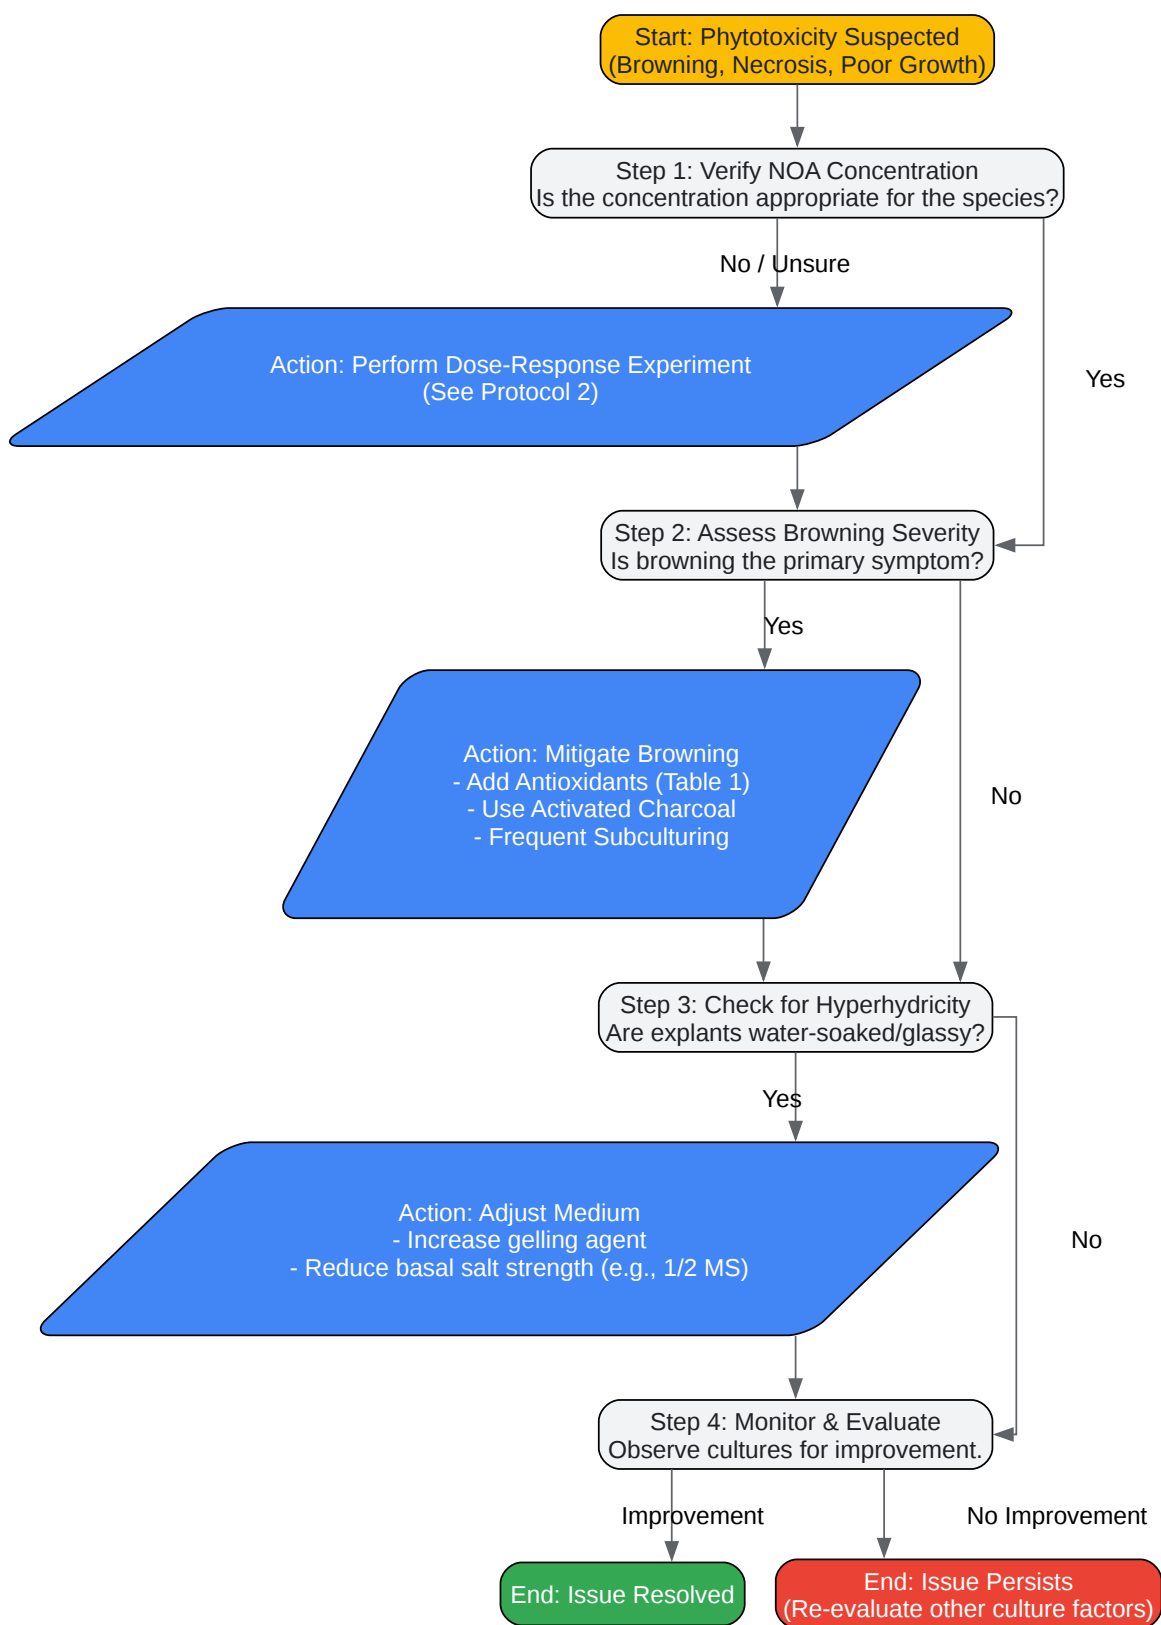 Start: Phytotoxicity Suspected
(Browning, Necrosis, Poor Growth)
Step 1: Verify NOA Concentration
Is the concentration appropriate for the species?
No / Unsure
Action: Perform Dose-Response Experiment
(See Protocol 2)
Yes
Step 2: Assess Browning Severity
Is browning the primary symptom?
Yes
Action: Mitigate Browning
- Add Antioxidants (Table 1)
- Use Activated Charcoal
- Frequent Subculturing
No
Step 3: Check for Hyperhydricity
Are explants water-soaked/glassy?
Yes
Action: Adjust Medium
- Increase gelling agent
- Reduce basal salt strength (e.g., 1/2 MS)
No
Step 4: Monitor & Evaluate
Observe cultures for improvement.
Improvement
No Improvement
End: Issue Resolved
End: Issue Persists
(Re-evaluate other culture factors)